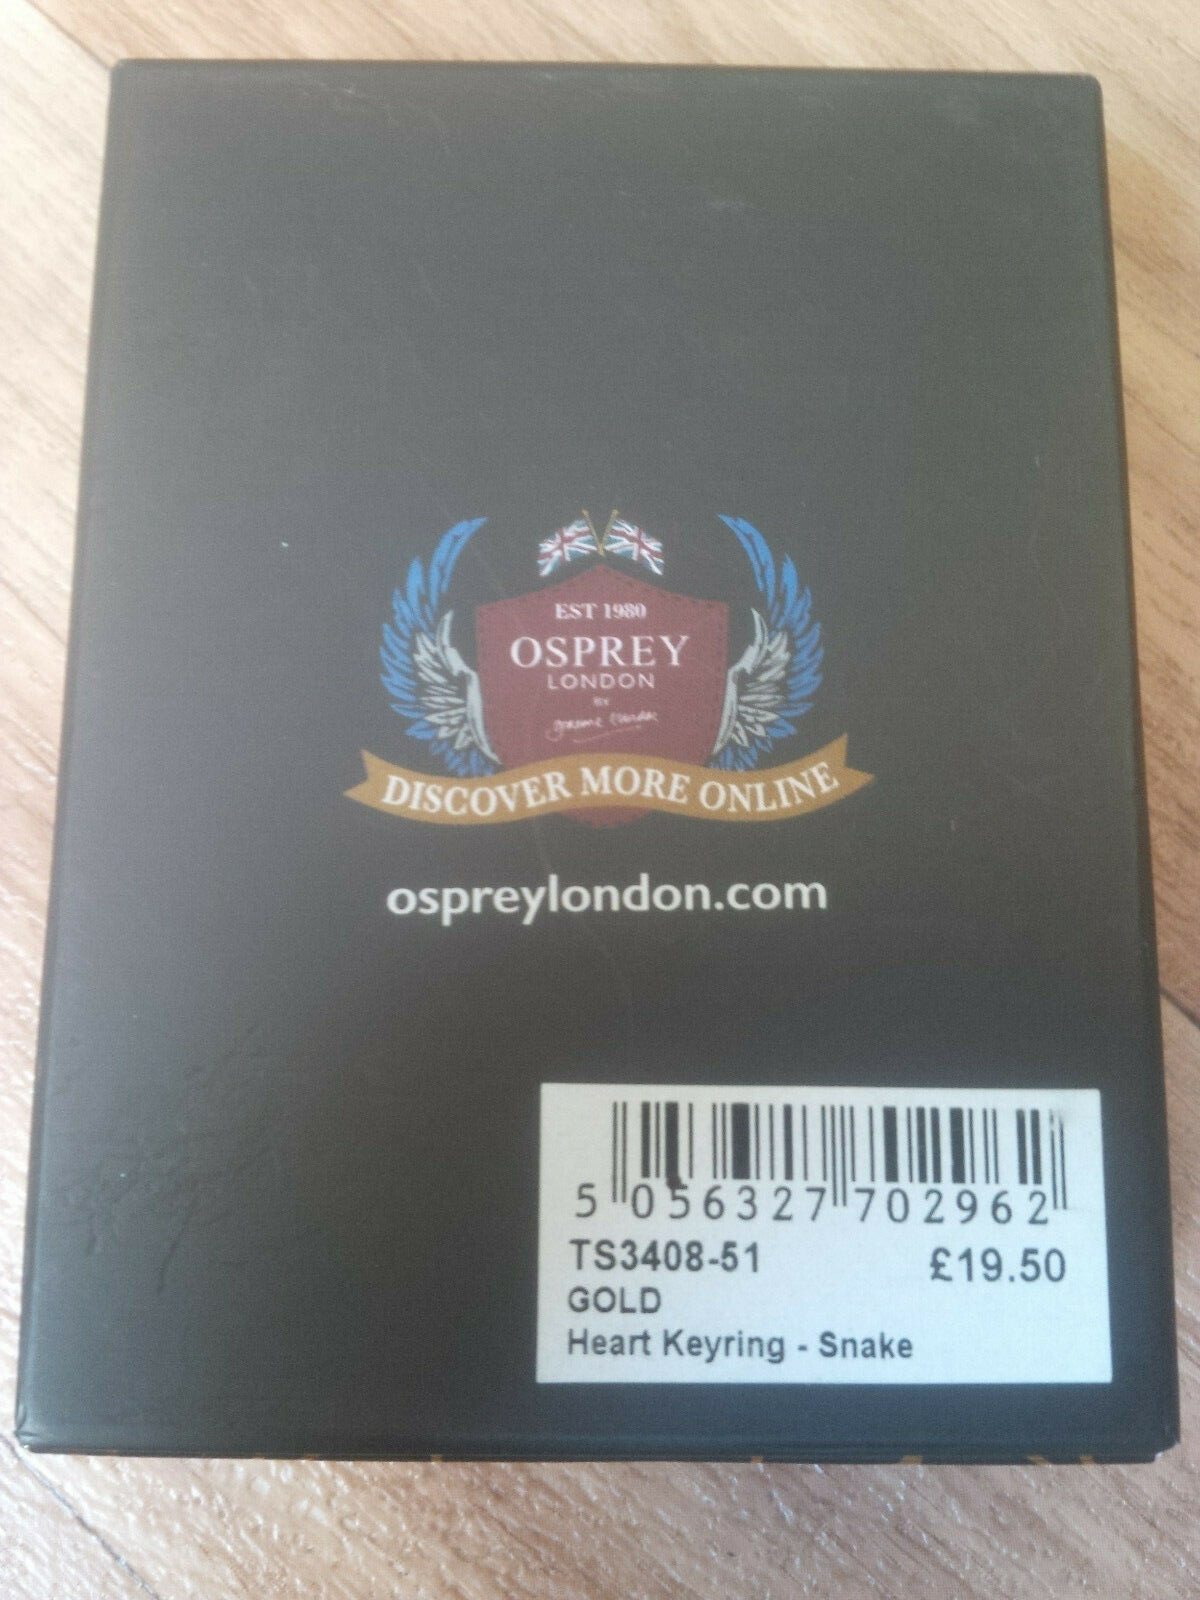 EST 1980
OSPREY
LONDON
BY
DISCOVER MORE ONLINE
ospreylondon.com
5 056327 702962
TS3408-51 £19.50
GOLD
Heart Keyring - Snake